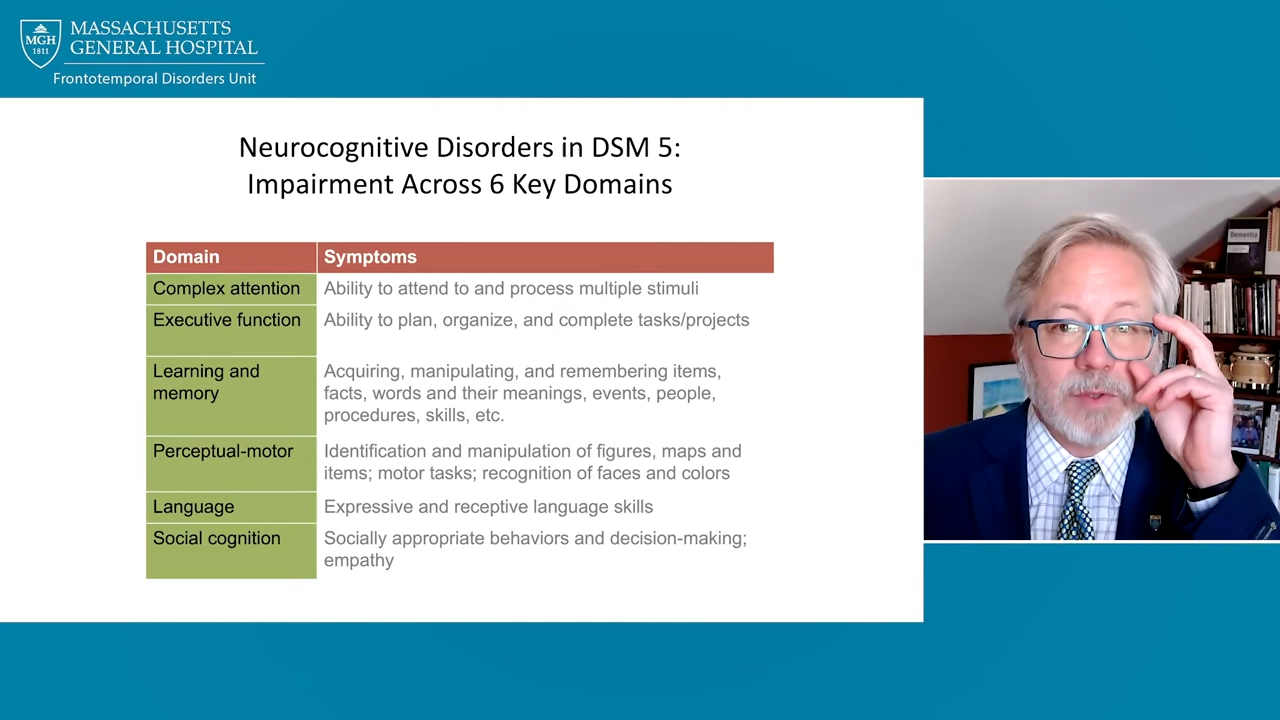 MASSACHUSETTS
GENERAL HOSPITAL
MGH
1811
Frontotemporal Disorders Unit
Neurocognitive Disorders in DSM 5:
Impairment Across 6 Key Domains
Domain Symptoms
Complex attention Ability to attend to and process multiple stimuli
Executive function Ability to plan, organize, and complete tasks/projects
Learning and Acquiring, manipulating, and remembering items,
memory facts, words and their meanings, events, people,
procedures, skills, etc.
Perceptual-motor Identification and manipulation of figures, maps and
items; motor tasks; recognition of faces and colors
Language Expressive and receptive language skills
Social cognition Socially appropriate behaviors and decision-making;
empathy
Dementia